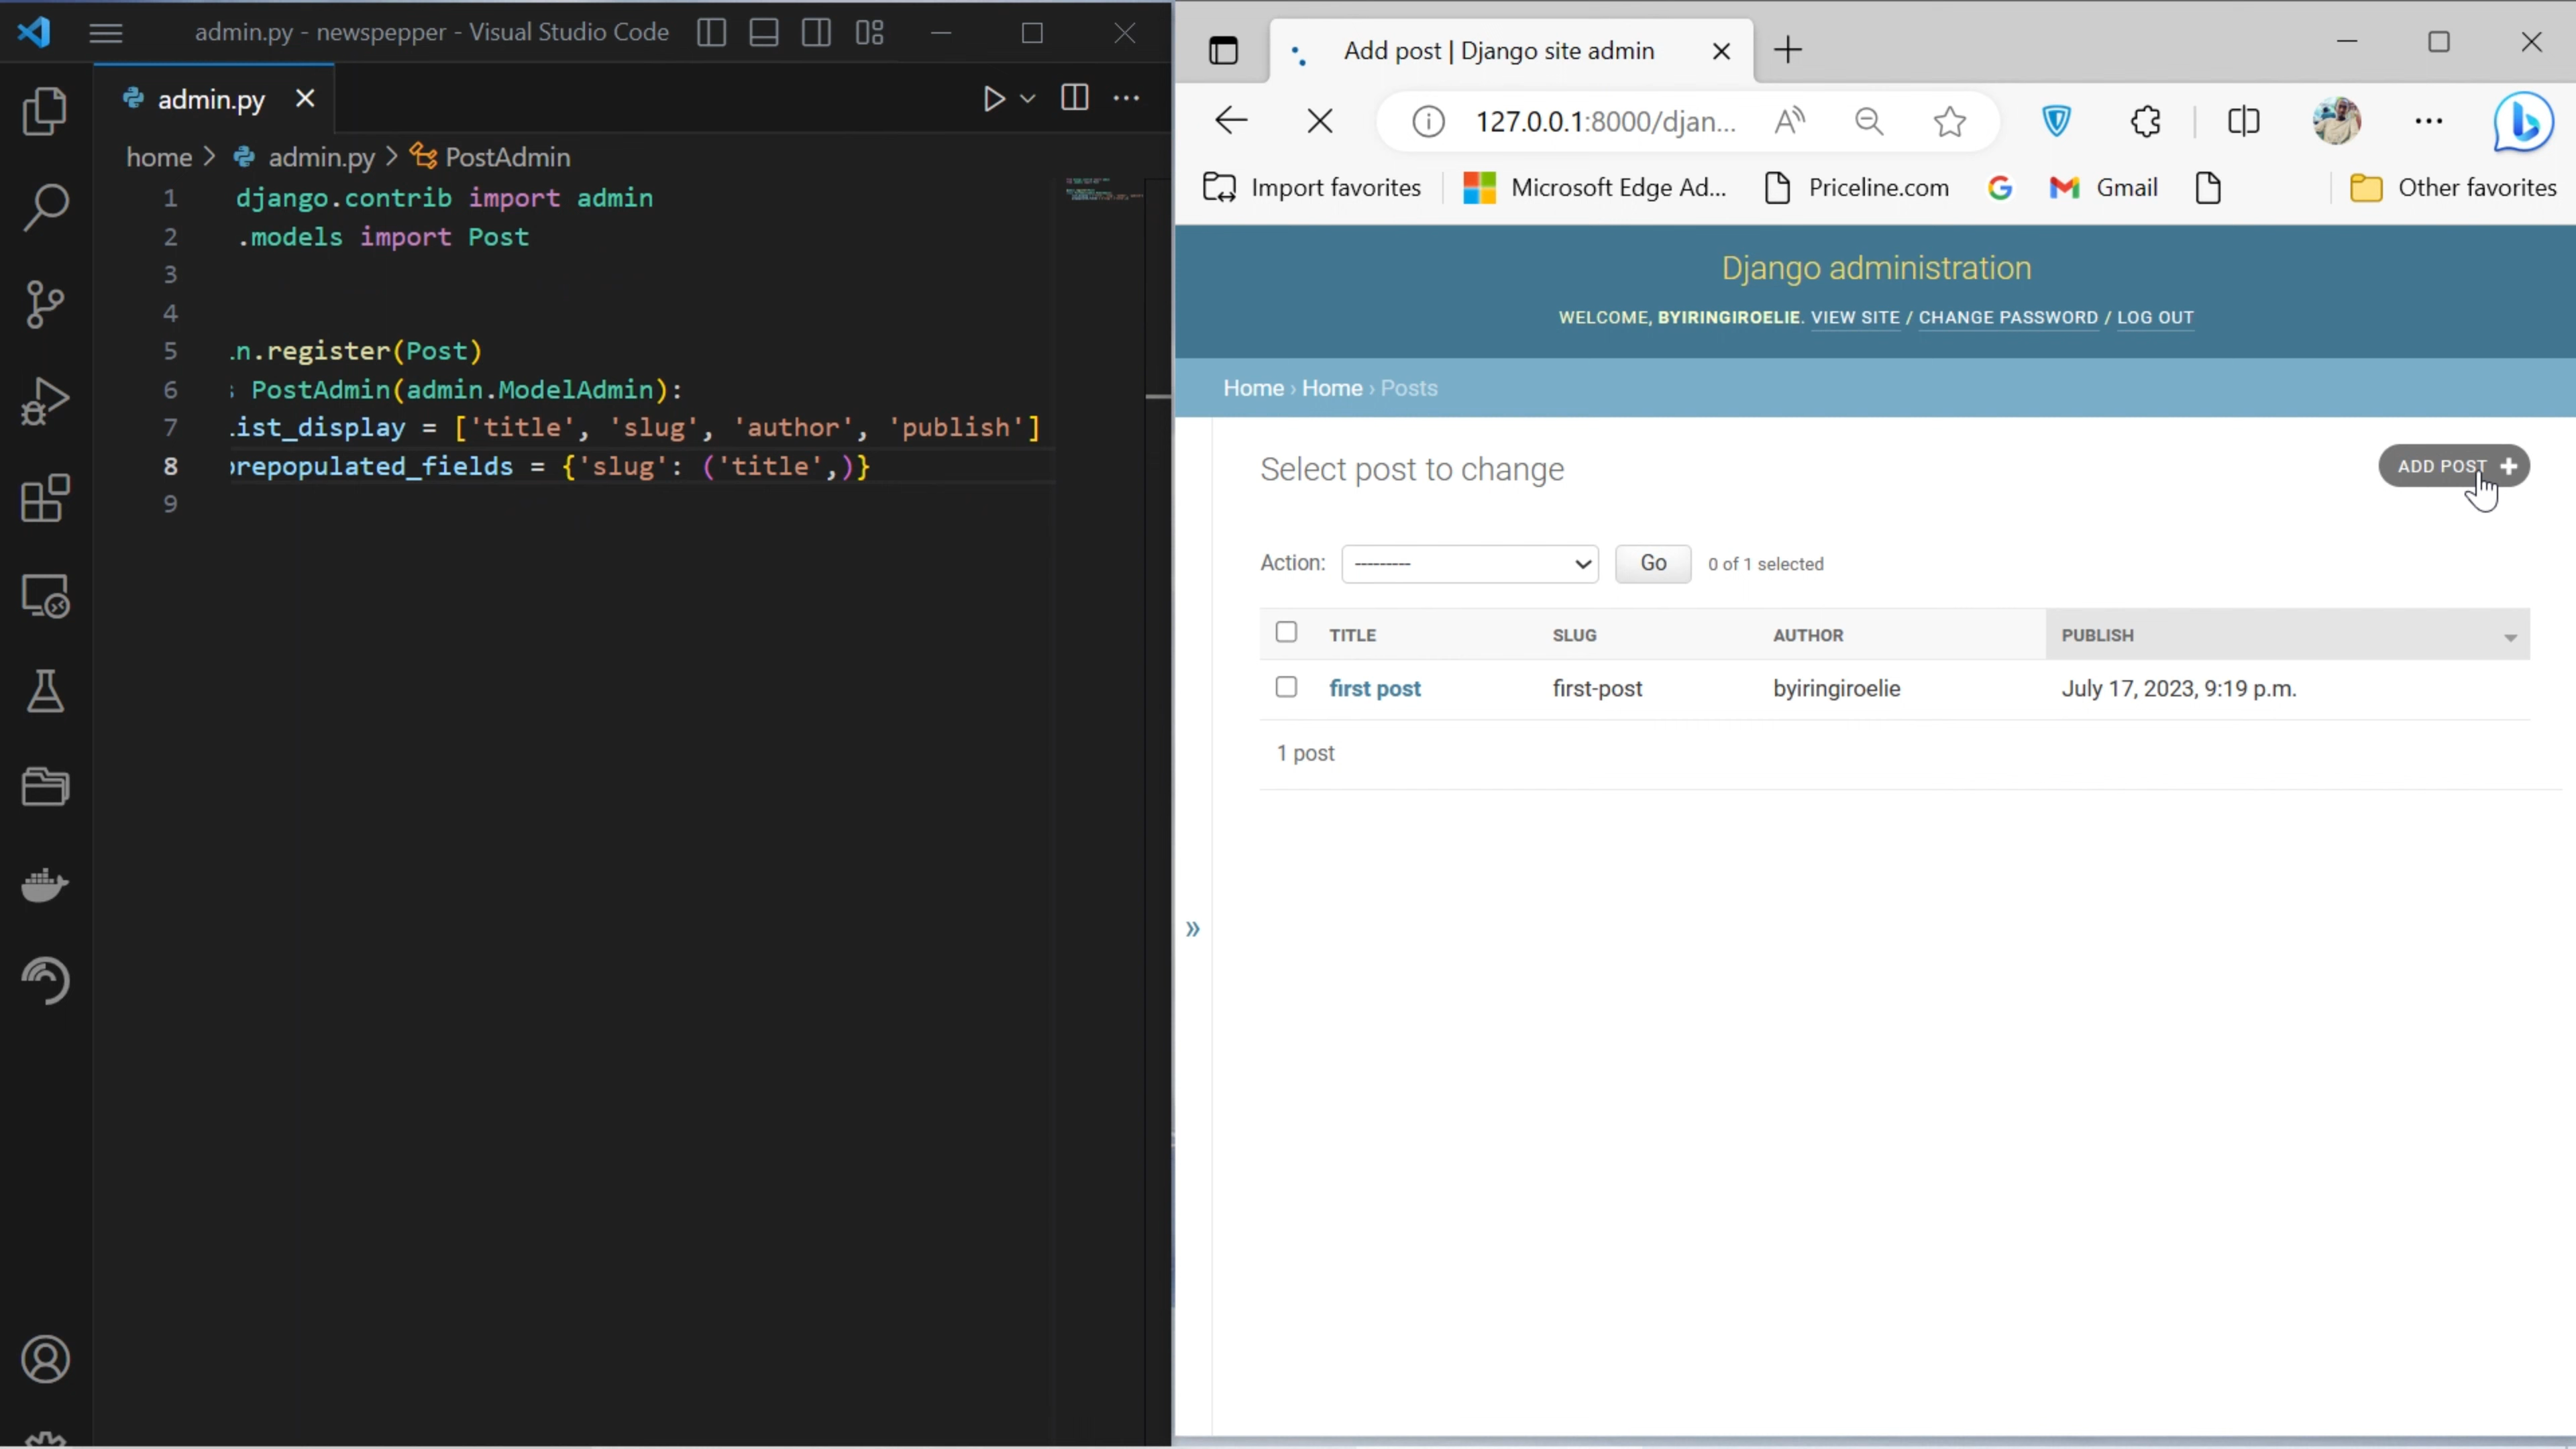 admin.py - newspepper - Visual Studio Code
admin.py
home > admin.py > PostAdmin
1 django.contrib import admin
2 .models import Post
3
4
5 n.register(Post)
6 PostAdmin(admin.ModelAdmin):
7 ist_display = ['title', 'slug', 'author', 'publish']
8 prepopulated_fields = {'slug': ('title',)}
9
Add post | Django site admin
127.0.0.1:8000/djan...
Import favorites
Microsoft Edge Ad...
Priceline.com
Gmail
Other favorites
Django administration
WELCOME, BYIRINGIROELIE. VIEW SITE / CHANGE PASSWORD / LOG OUT
Home › Home › Posts
Select post to change
ADD POST +
Action: --------- Go 0 of 1 selected
TITLE SLUG AUTHOR PUBLISH
first post first-post byiringiroelie July 17, 2023, 9:19 p.m.
1 post
»